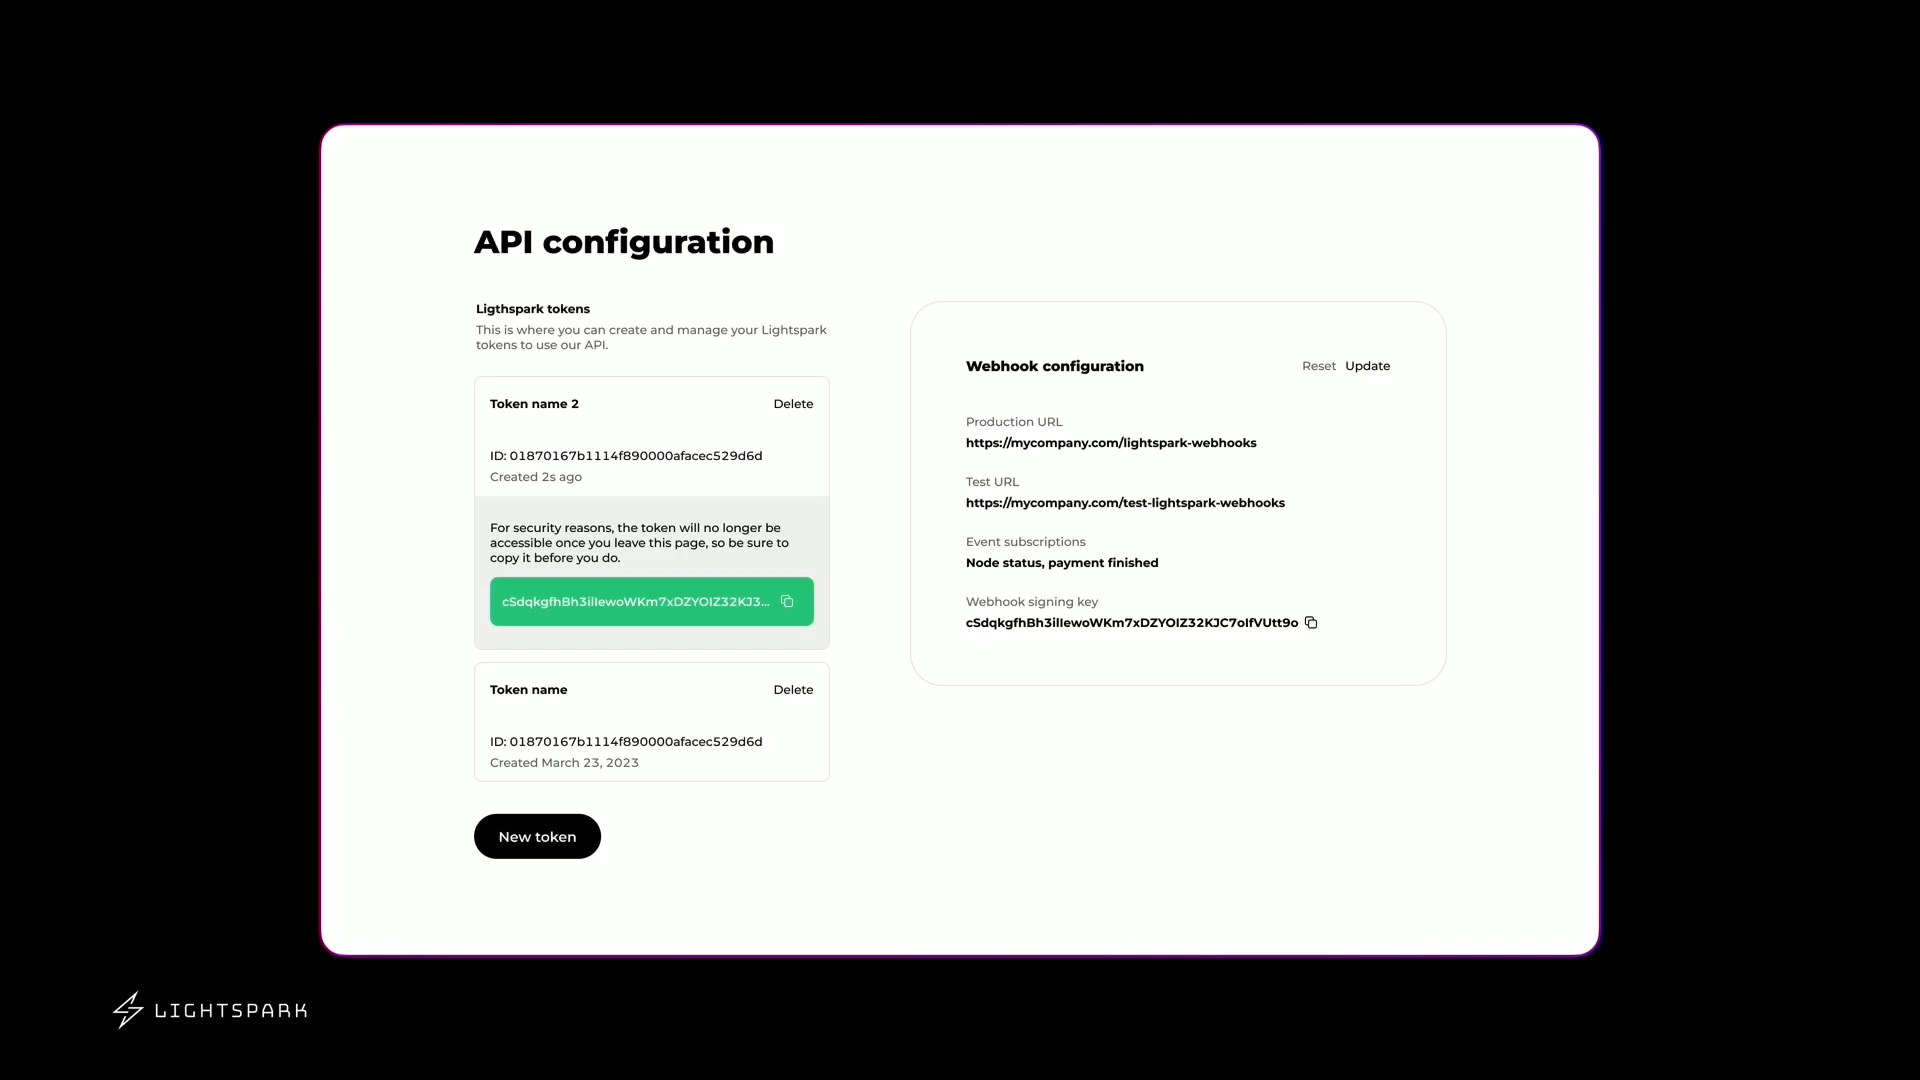 API configuration
Ligthspark tokens
This is where you can create and manage your Lightspark
tokens to use our API.
Token name 2
Delete
ID: 01870167b1114f890000afacec529d6d
Created 2s ago
For security reasons, the token will no longer be
accessible once you leave this page, so be sure to
copy it before you do.
cSdqkgfhBh3ilIewoWKm7xDZYOIZ32KJ3...
Token name
Delete
ID: 01870167b1114f890000afacec529d6d
Created March 23, 2023
New token
Webhook configuration
Reset Update
Production URL
https://mycompany.com/lightspark-webhooks
Test URL
https://mycompany.com/test-lightspark-webhooks
Event subscriptions
Node status, payment finished
Webhook signing key
cSdqkgfhBh3ilIewoWKm7xDZYOIZ32KJC7oIfVUtt9o
LIGHTSPARK